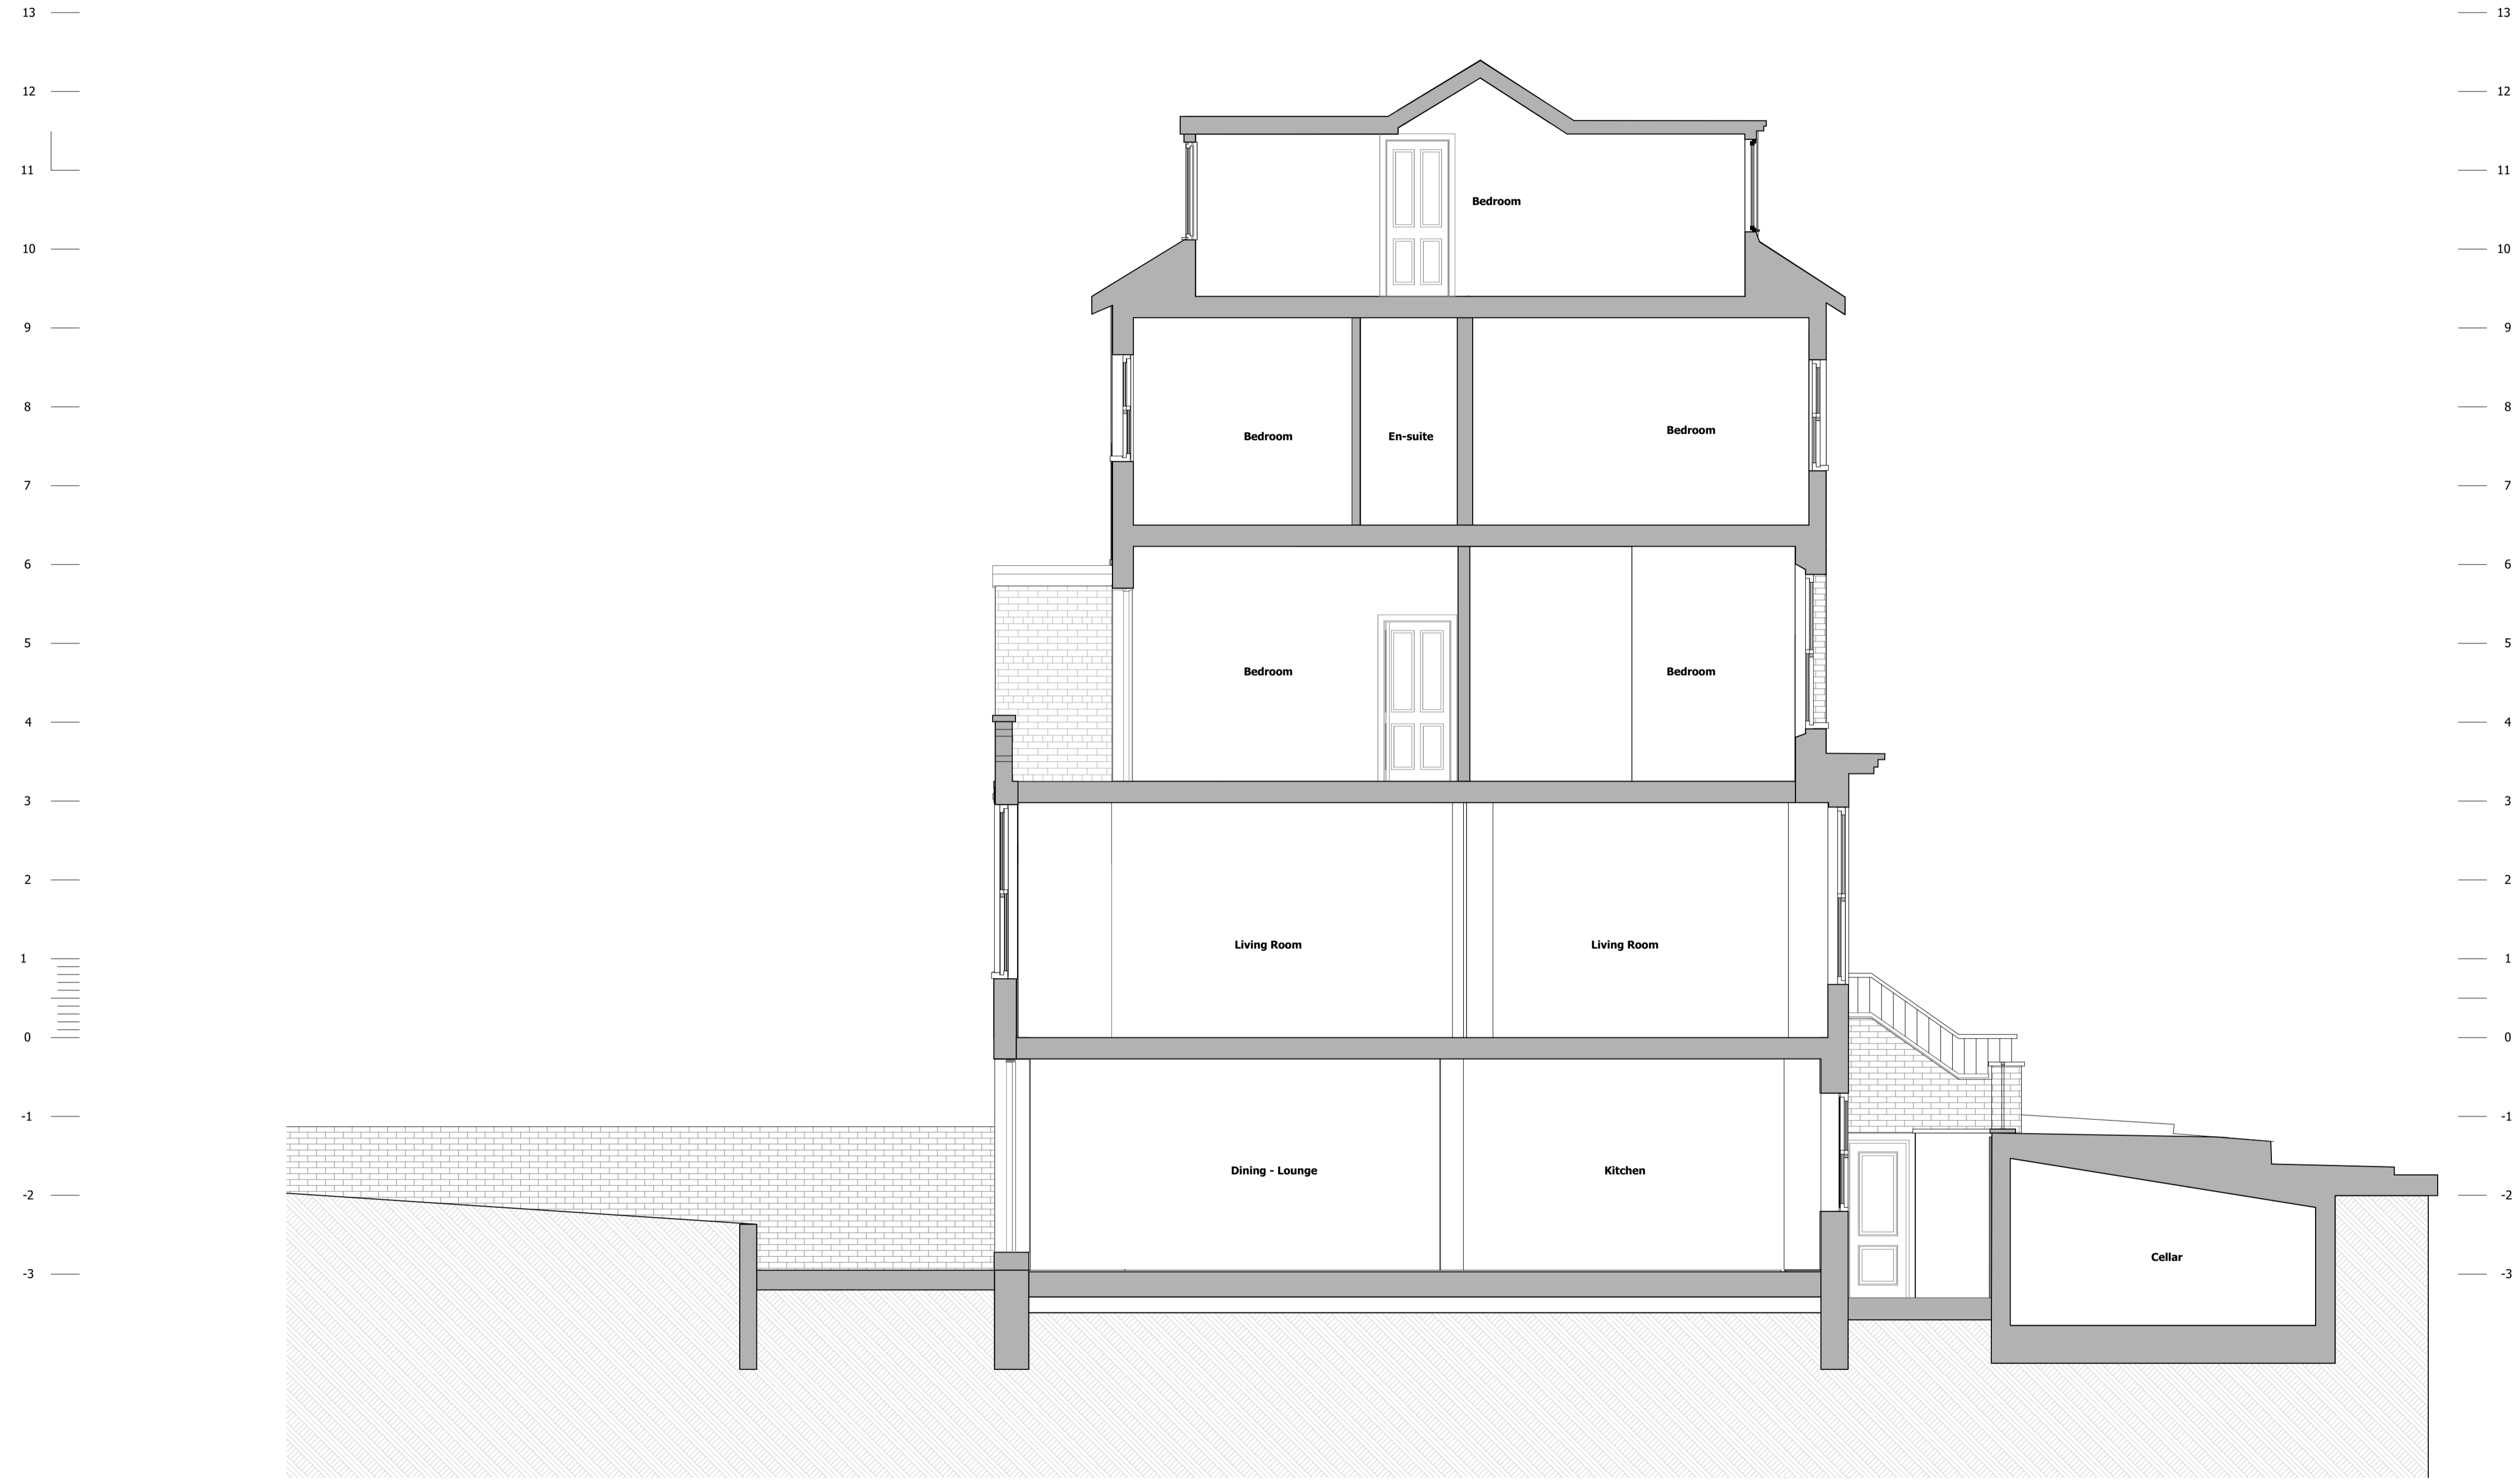 13 13
12 12
11 11
Bedroom
10 10
9 9
8 8
Bedroom En-suite Bedroom
7 7
6 6
5 5
Bedroom Bedroom
4 4
3 3
2 2
Living Room Living Room
1 1
0 0
-1 -1
Dining - Lounge Kitchen
-2 -2
Cellar
-3 -3